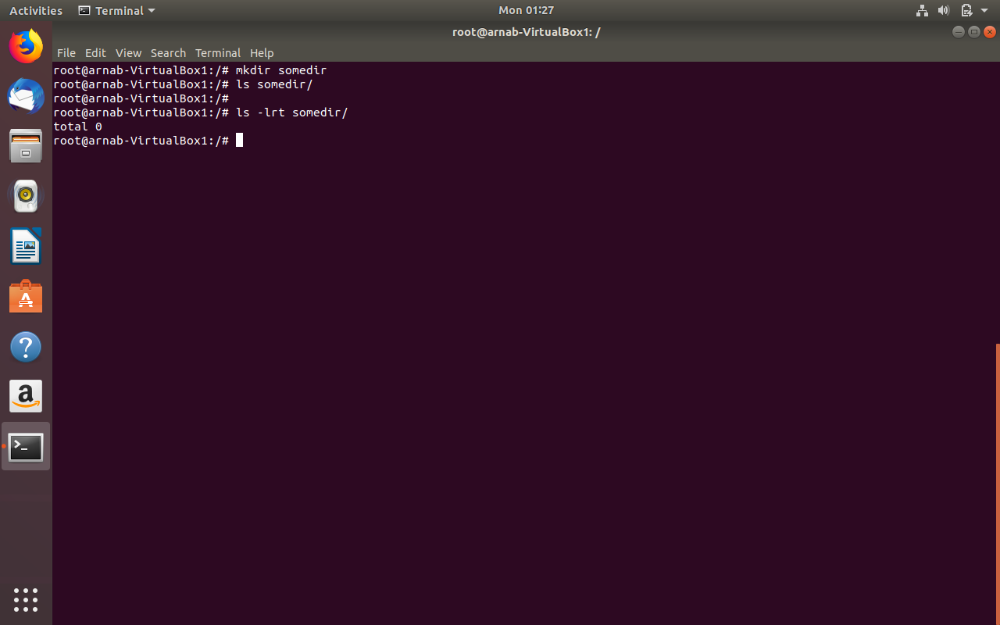 Activities
Terminal
Mon 01:27
root@arnab-VirtualBox1: /
File Edit View Search Terminal Help
root@arnab-VirtualBox1:/# mkdir somedir
root@arnab-VirtualBox1:/# ls somedir/
root@arnab-VirtualBox1:/#
root@arnab-VirtualBox1:/# ls -lrt somedir/
total 0
root@arnab-VirtualBox1:/#